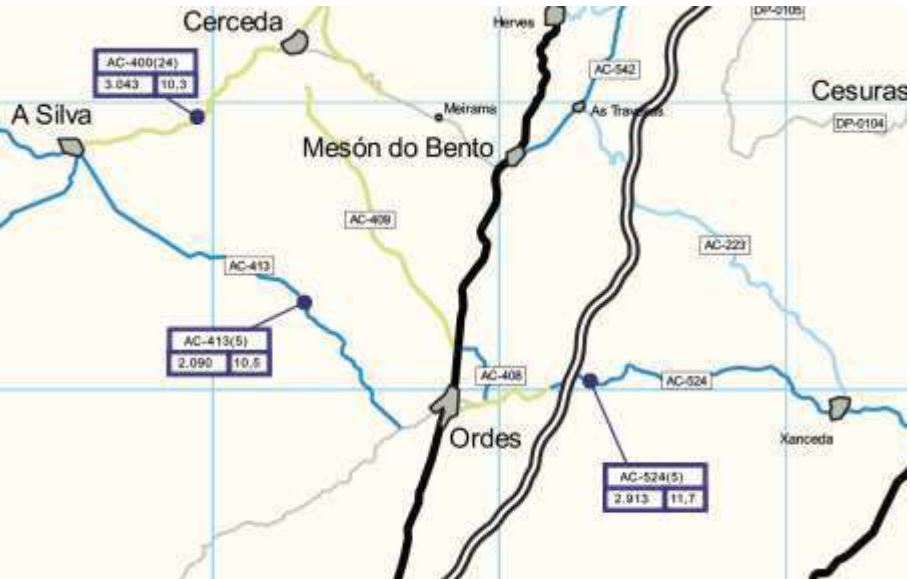 DP-0105
Herves
Cerceda
AC-400(24)
3.043 10,3
AC-542
Cesuras
As Travesas
Meirama
A Silva
DP-0104
Mesón do Bento
AC-409
AC-223
AC-413
AC-413(5)
2.090 10,5
AC-408
AC-524
Ordes
Xanceda
AC-524(5)
2.913 11,7